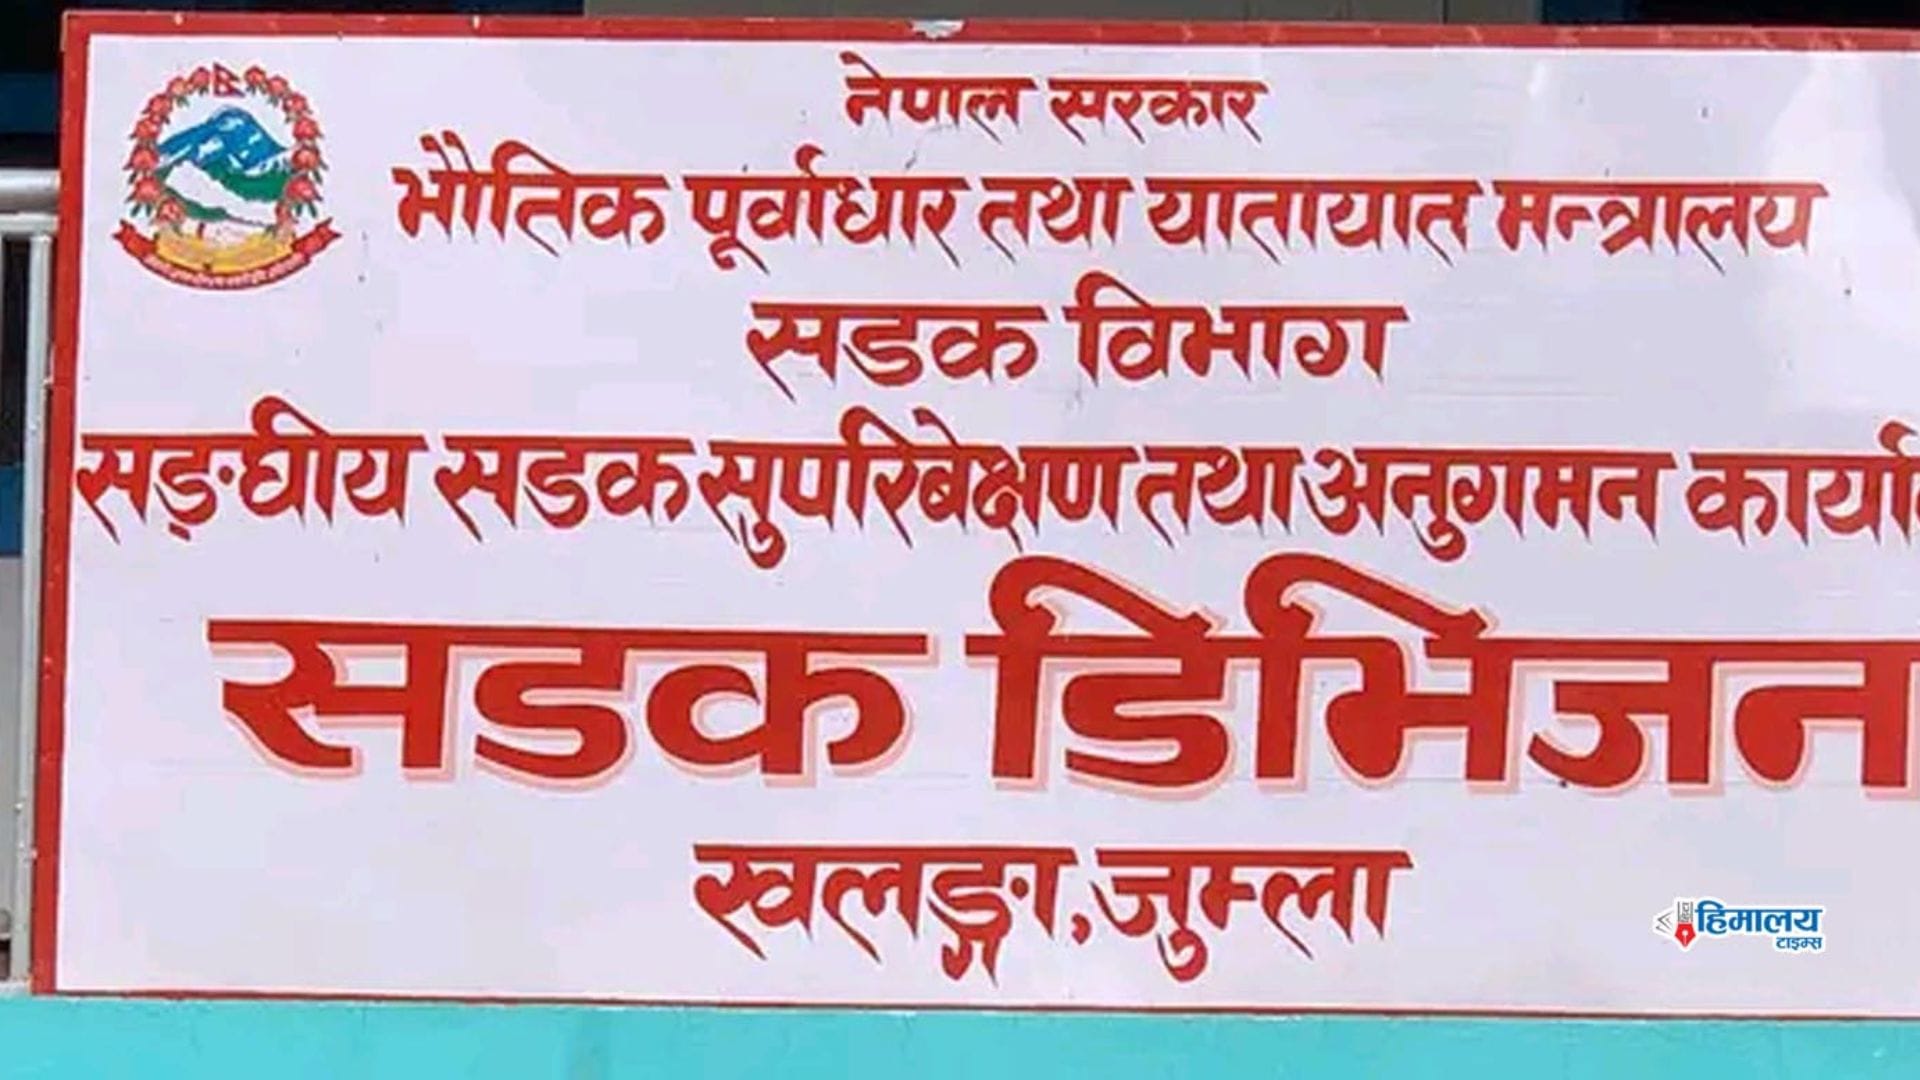 नेपाल सरकार
भौतिक पूर्वाधार तथा यातायात मन्त्रालय
सडक विभाग
सङ्घीय सडक सुपरिबेक्षण तथा अनुगमन
सडक डिभिजन
खलङ्गा, जुम्ला
हिमालय
टाइम्स